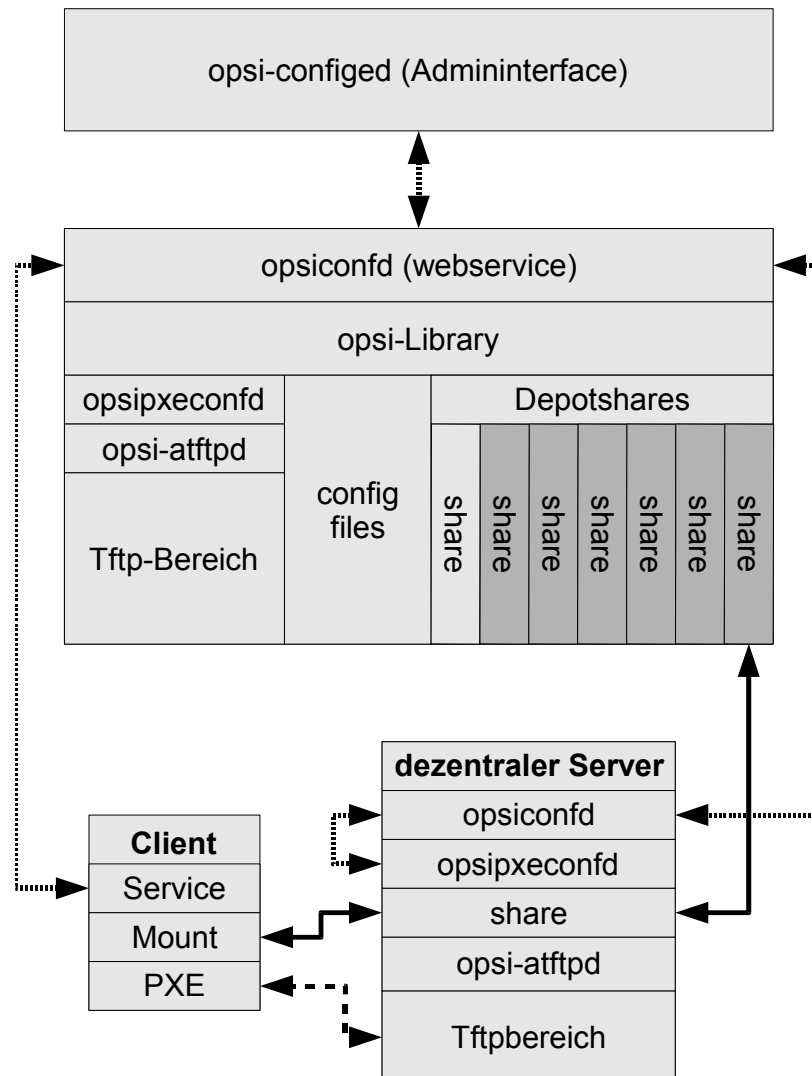 opsi-configed (Admininterface)
opsiconfd (webservice)
opsi-Library
opsipxeconfd
opsi-atftpd
Tftp-Bereich
config
files
Depotshares
share
share
share
share
share
share
share
dezentraler Server
opsiconfd
opsipxeconfd
share
opsi-atftpd
Tftpbereich
Client
Service
Mount
PXE